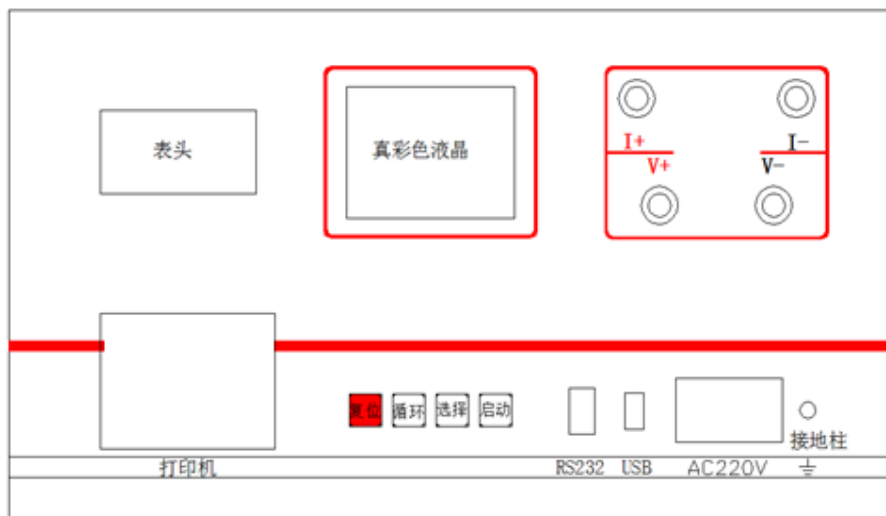 表头
真彩色液晶
I+
I-
V+
V-
复位 循环 选择 启动
接地柱
打印机
RS232 USB AC220V